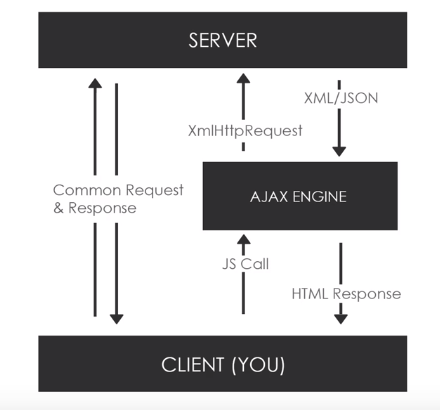 SERVER
XML/JSON
XmlHttpRequest
Common Request
& Response
AJAX ENGINE
JS Call
HTML Response
CLIENT (YOU)